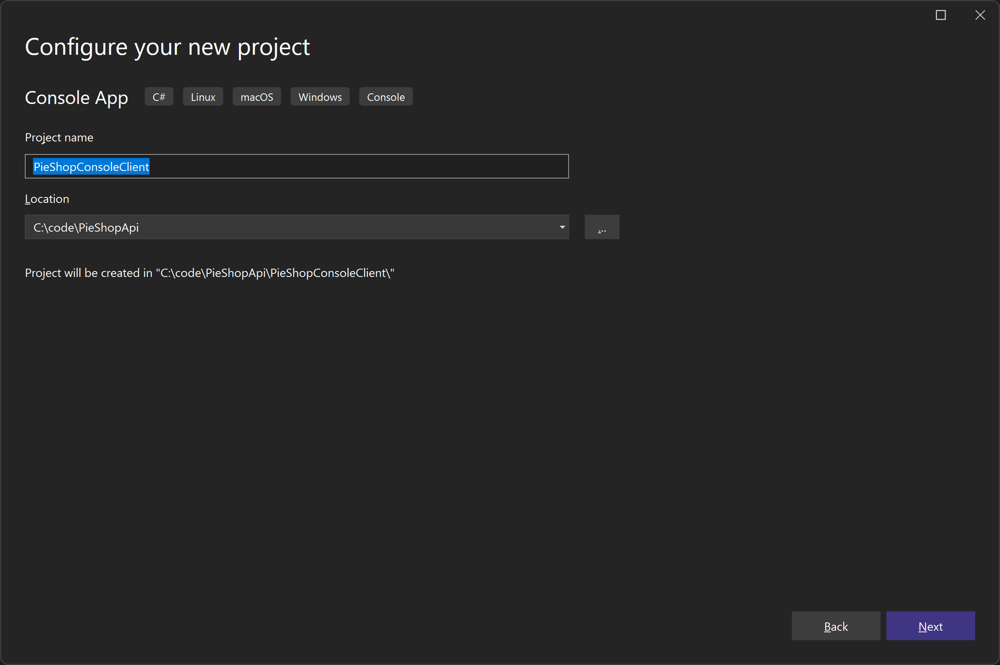 Configure your new project
Console App C# Linux macOS Windows Console
Project name
PieShopConsoleClient
Location
C:\code\PieShopApi
...
Project will be created in "C:\code\PieShopApi\PieShopConsoleClient\"
Back Next